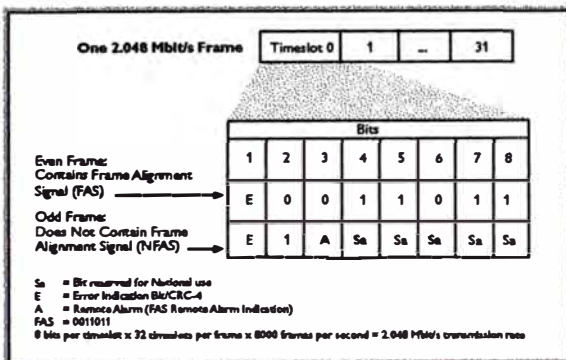 One 2.048 Mbit/s Frame
Timeslot 0 1 ... 31
Bits
1 2 3 4 5 6 7 8
Even Frame:
Contains Frame Alignment
Signal (FAS)
E 0 0 1 1 0 1 1
Odd Frame:
Does Not Contain Frame
Alignment Signal (NFAS)
E 1 A Sa Sa Sa Sa Sa
Sa = Bit reserved for National use
E = Error Indication Bit/CRC-4
A = Remote Alarm (FAS Remote Alarm Indication)
FAS = 0011011
8 bits per timeslot x 32 timeslots per frame x 8000 frames per second = 2.048 Mbit/s transmission rate